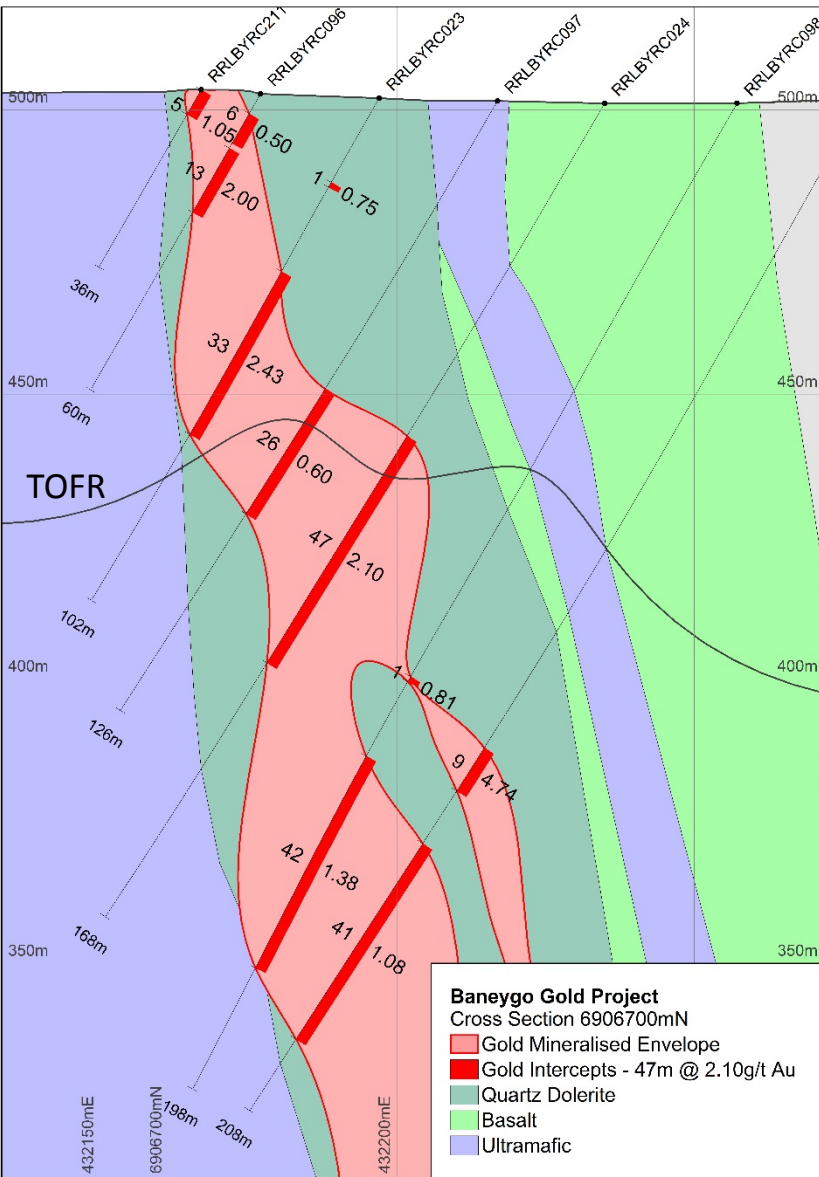 RRLBYRC211
RRLBYRC096
RRLBYRC023
RRLBYRC097
RRLBYRC024
RRLBYRC098
500m
500m
5
1.05
6
0.50
13
2.00
1
0.75
36m
33
2.43
60m
450m
450m
26
0.60
TOFR
47
2.10
102m
400m
400m
1
0.81
126m
9
4.74
42
1.38
41
1.08
168m
350m
350m
198m
208m
432150mE
6906700mN
432200mE
Baneygo Gold Project
Cross Section 6906700mN
Gold Mineralised Envelope
Gold Intercepts - 47m @ 2.10g/t Au
Quartz Dolerite
Basalt
Ultramafic